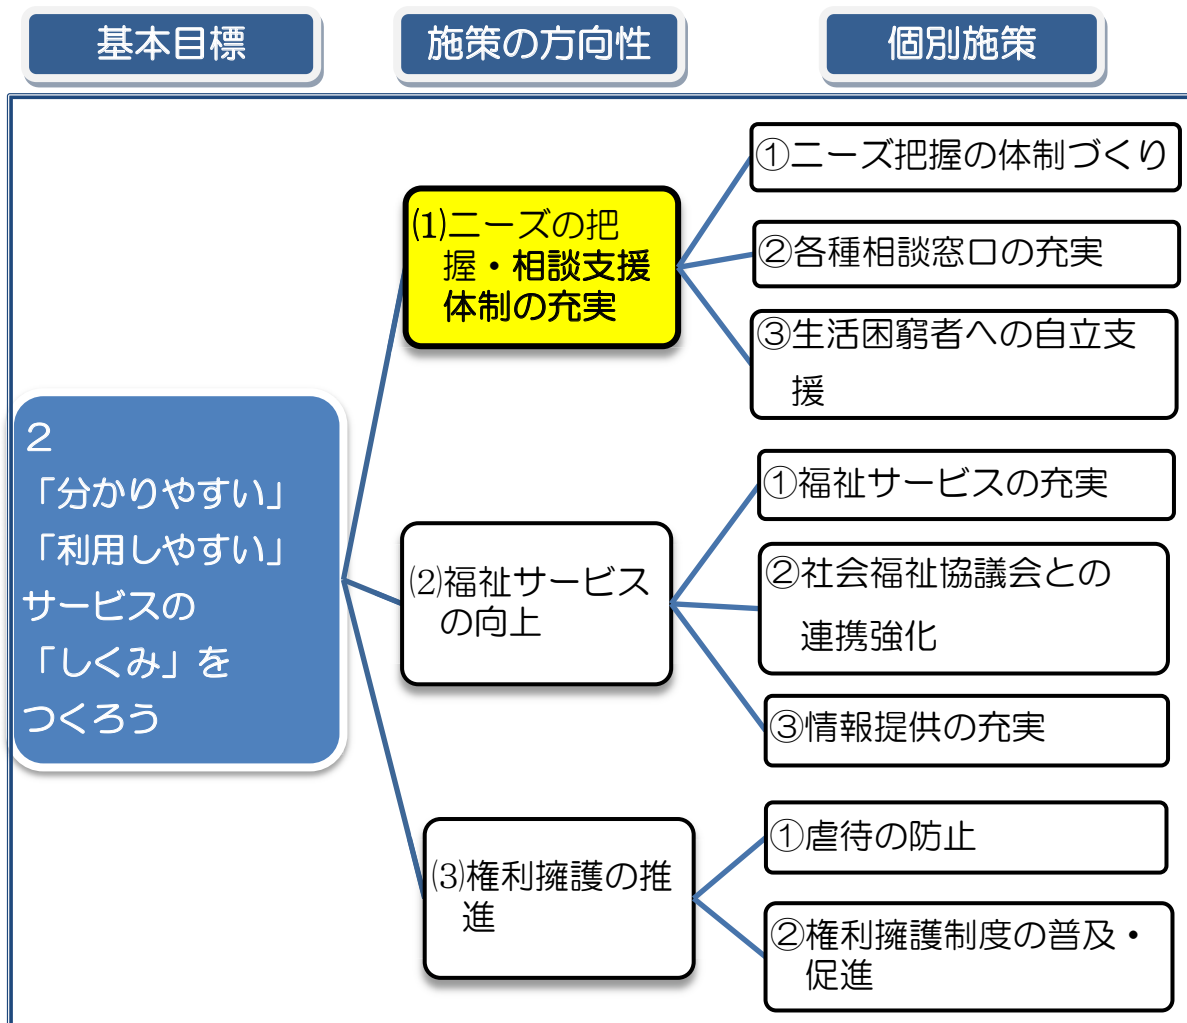 基本目標
施策の方向性
個別施策
2
「分かりやすい」
「利用しやすい」
サービスの
「しくみ」を
つくろう
⑴ニーズの把
握・相談支援
体制の充実
①ニーズ把握の体制づくり
②各種相談窓口の充実
③生活困窮者への自立支
援
⑵福祉サービス
の向上
①福祉サービスの充実
②社会福祉協議会との
連携強化
③情報提供の充実
⑶権利擁護の推
進
①虐待の防止
②権利擁護制度の普及・
促進